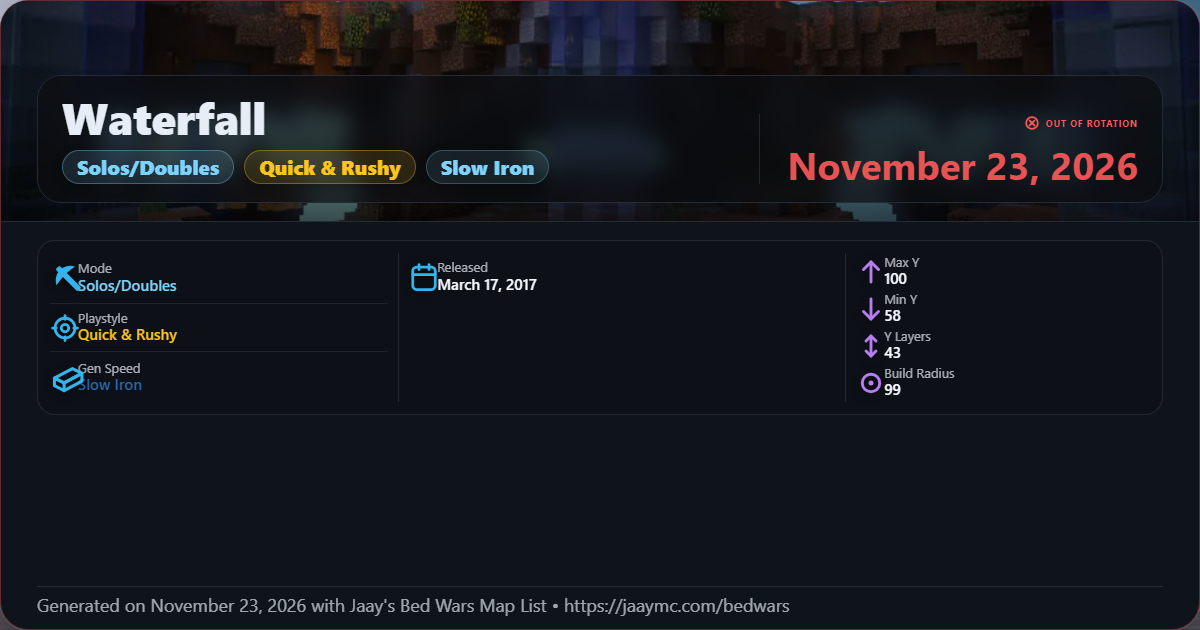 Waterfall
OUT OF ROTATION
Solos/Doubles
Quick & Rushy
Slow Iron
November 23, 2026
Mode
Solos/Doubles
Playstyle
Quick & Rushy
Gen Speed
Slow Iron
Released
March 17, 2017
Max Y
100
Min Y
58
Y Layers
43
Build Radius
99
Generated on November 23, 2026 with Jaay's Bed Wars Map List • https://jaaymc.com/bedwars